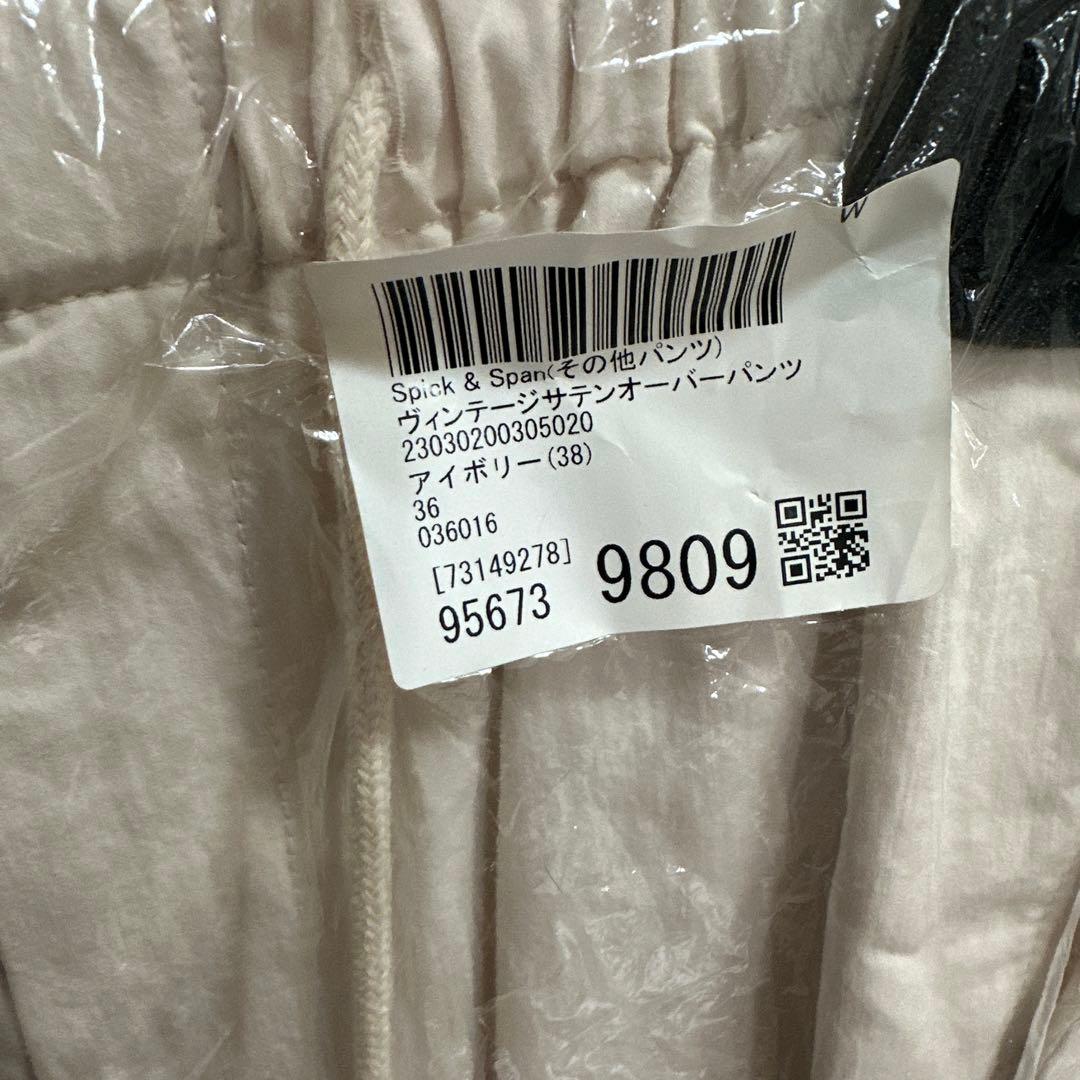 W
Spick & Span(その他パンツ)
ヴィンテージサテンオーバーパンツ
23030200305020
アイボリー(38)
36
036016
[73149278]
95673 9809